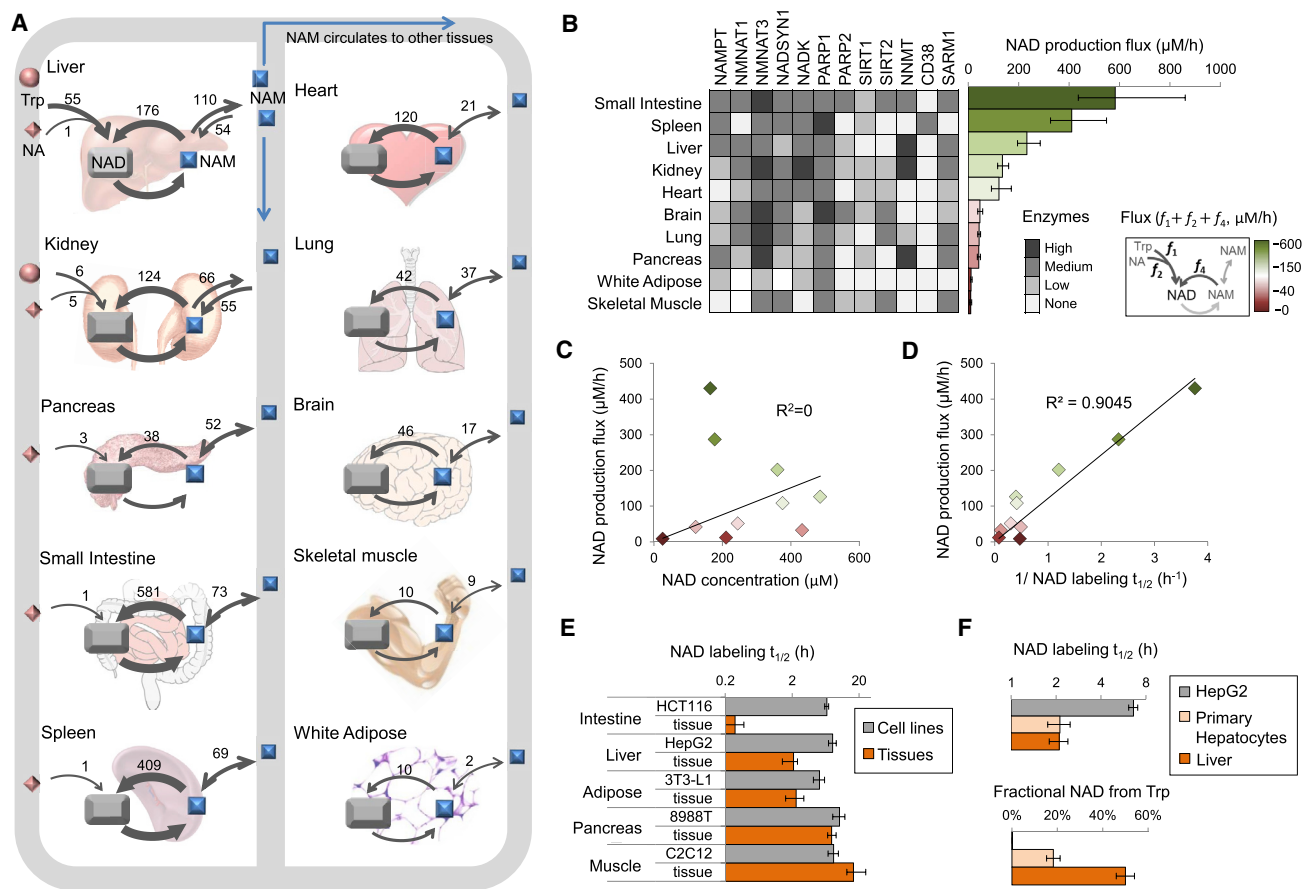 A
NAM circulates to other tissues
Liver
Trp
55
1
NA
176
110
54
NAM
NAD
NAM
Heart
120
21
Kidney
6
5
124
66
55
Lung
42
37
Pancreas
3
38
52
Brain
46
17
Small Intestine
1
581
73
Skeletal muscle
10
9
Spleen
1
409
69
White Adipose
10
2
B
NAMPT
NMNAT1
NMNAT3
NADSYN1
NADK
PARP1
PARP2
SIRT1
SIRT2
NNMT
CD38
SARM1
NAD production flux (µM/h)
0 200 400 600 800 1000
Small Intestine
Spleen
Liver
Kidney
Heart
Brain
Lung
Pancreas
White Adipose
Skeletal Muscle
Enzymes
High
Medium
Low
None
Flux (f1+ f2 + f4, µM/h)
Trp
NA
f1
f2
f4
NAM
NAD
NAM
600
150
40
0
C
NAD production flux (µM/h)
500
400
300
200
100
0
R2=0
0 200 400 600
NAD concentration (µM)
D
NAD production flux (µM/h)
500
400
300
200
100
0
R² = 0.9045
0 1 2 3 4
1/ NAD labeling t1/2 (h-1)
E
NAD labeling t1/2 (h)
0.2 2 20
Intestine
HCT116
tissue
Liver
HepG2
tissue
Adipose
3T3-L1
tissue
Pancreas
8988T
tissue
Muscle
C2C12
tissue
Cell lines
Tissues
F
NAD labeling t1/2 (h)
1 2 4 8
HepG2
Primary
Hepatocytes
Liver
Fractional NAD from Trp
0% 20% 40% 60%